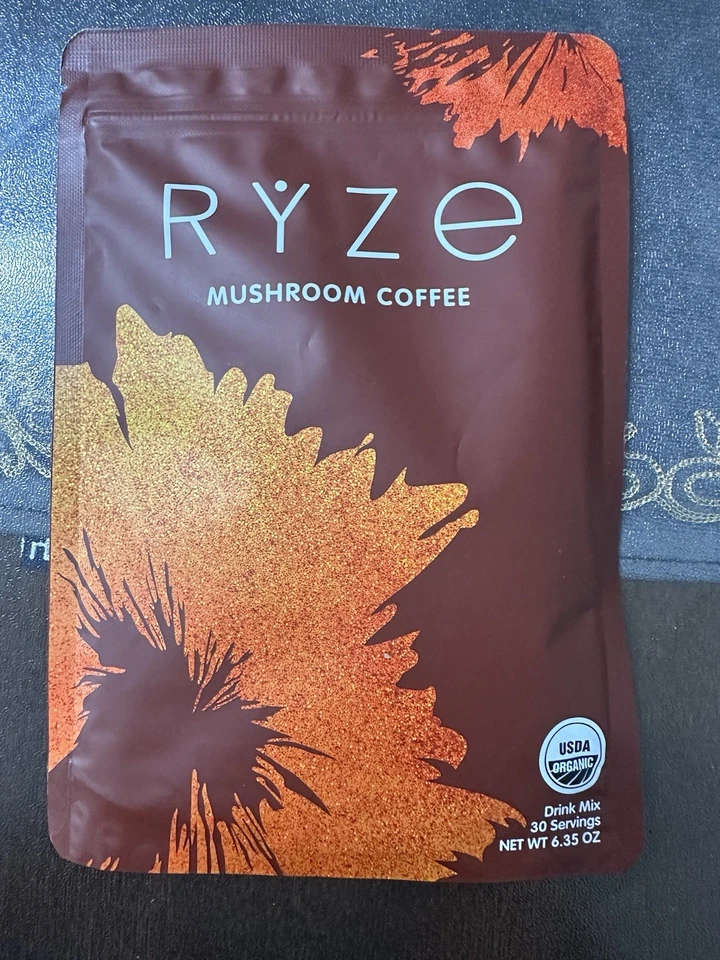 RYZE
MUSHROOM COFFEE
USDA
ORGANIC
Drink Mix
30 Servings
NET WT 6.35 OZ